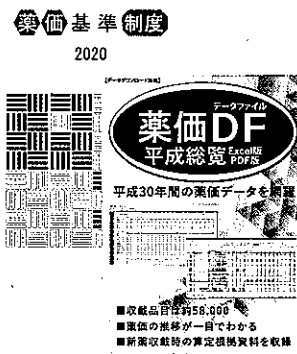 薬価基準制度
2020
【データダウンロード形式】
データファイル
薬価DF
平成総覧 Excel版
PDF版
平成30年間の薬価データを網羅
■収載品目は約58,000
■薬価の推移が一目でわかる
■新薬収載時の算定根拠資料を収録